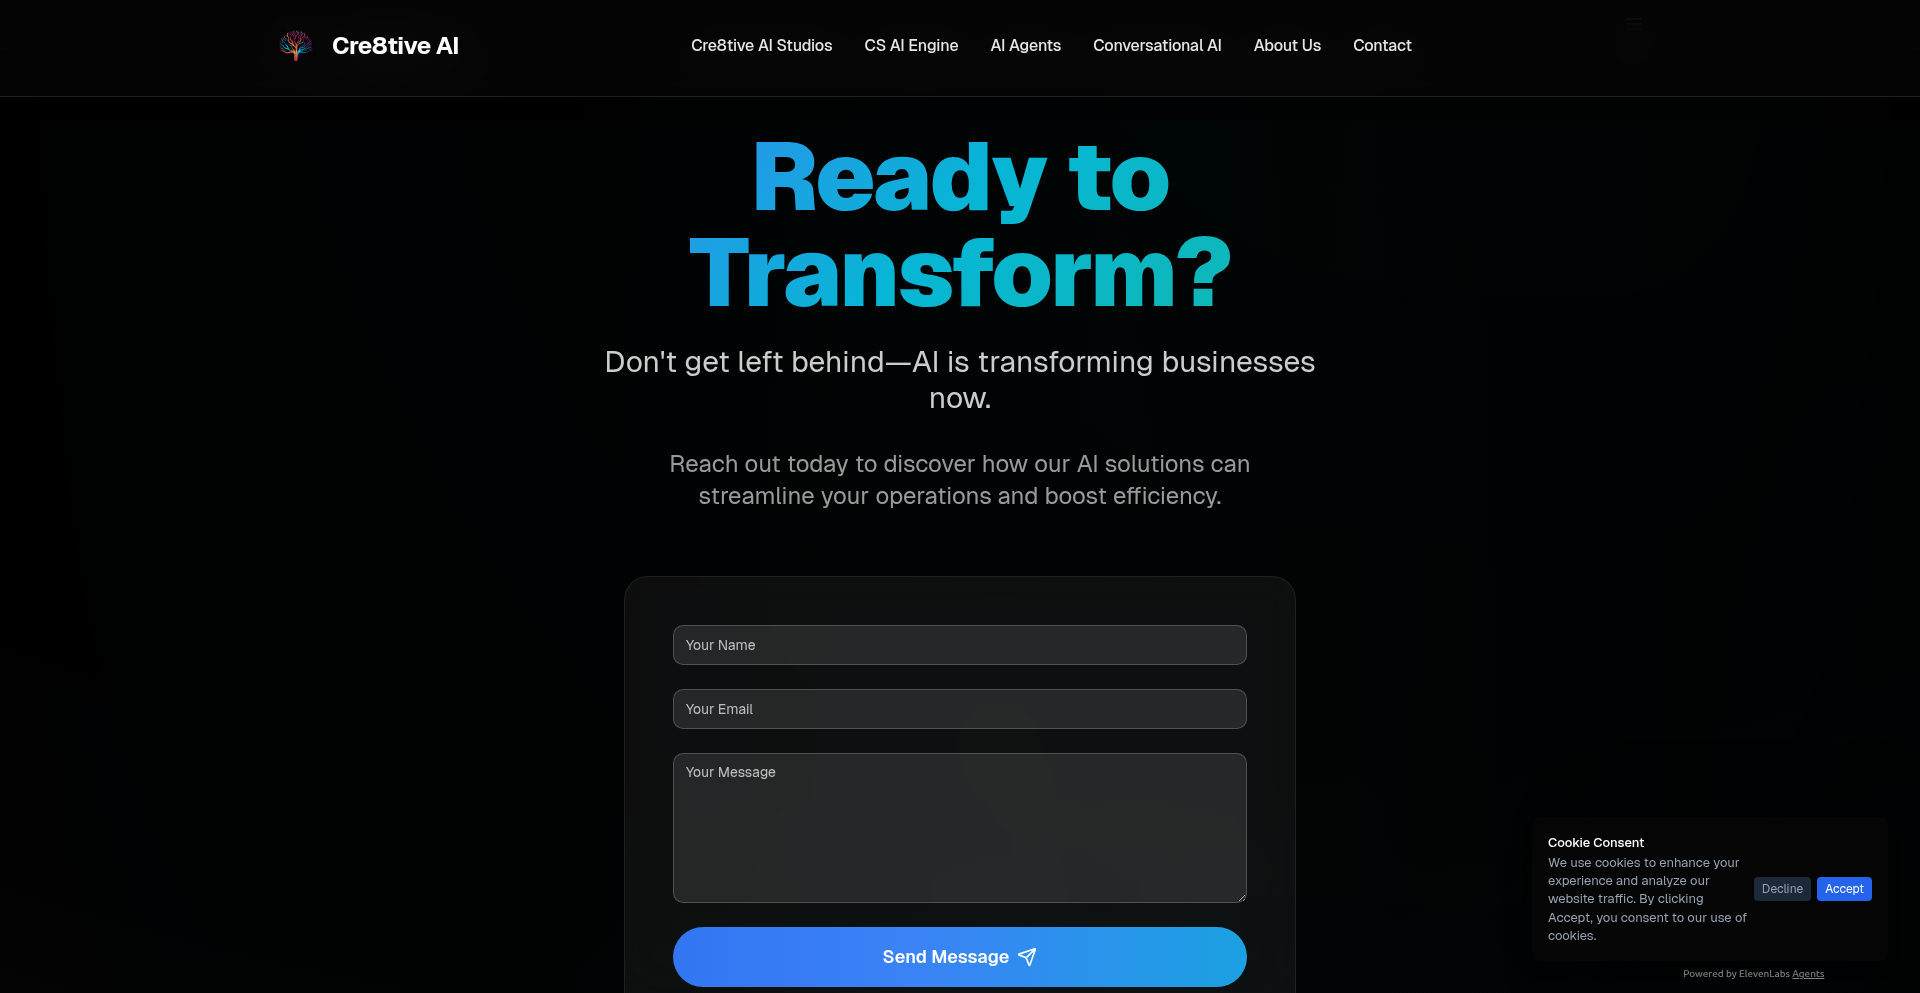 Cre8tive AI
Cre8tive AI Studios
CS AI Engine
AI Agents
Conversational AI
About Us
Contact
Ready to
Transform?
Don't get left behind—AI is transforming businesses
now.
Reach out today to discover how our AI solutions can
streamline your operations and boost efficiency.
Your Name
Your Email
Your Message
Send Message
Cookie Consent
We use cookies to enhance your
experience and analyze our
website traffic. By clicking
Accept, you consent to our use of
cookies.
Decline
Accept
Powered by ElevenLabs Agents